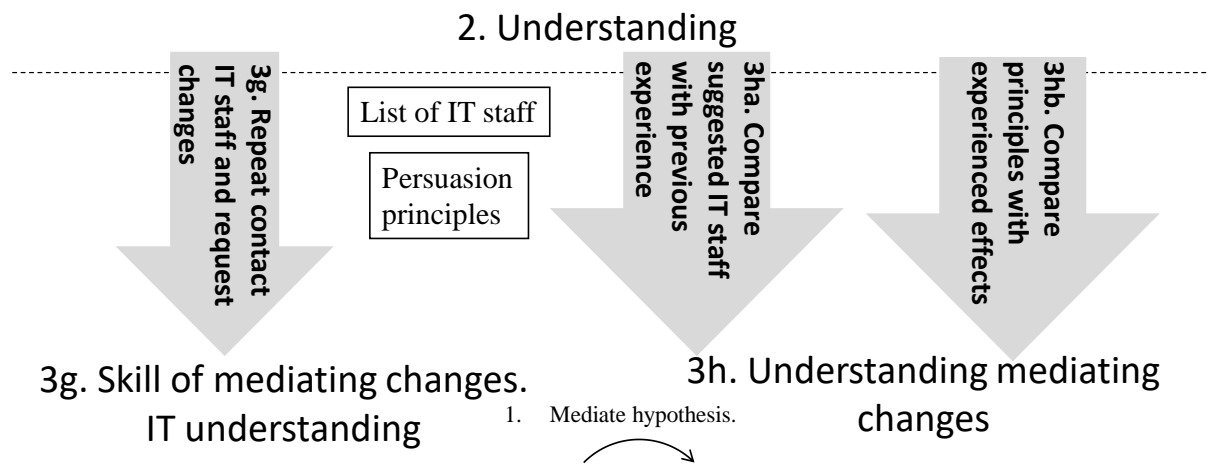 2. Understanding
3g. Repeat contact
IT staff and request
changes
List of IT staff
Persuasion
principles
3ha. Compare
suggested IT staff
with previous
experience
3hb. Compare
principles with
experienced effects
3g. Skill of mediating changes.
IT understanding
1. Mediate hypothesis.
3h. Understanding mediating
changes